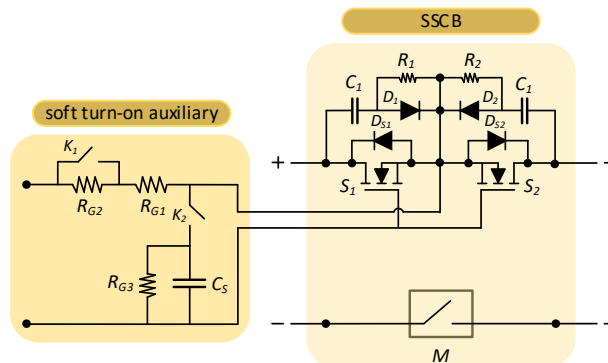 SSCB
R1 R2
C1 D1 D2 C1
soft turn-on auxiliary
DS1 DS2
K1
+ −
RG2 RG1 S1 S2
K2
RG3 CS
− −
M